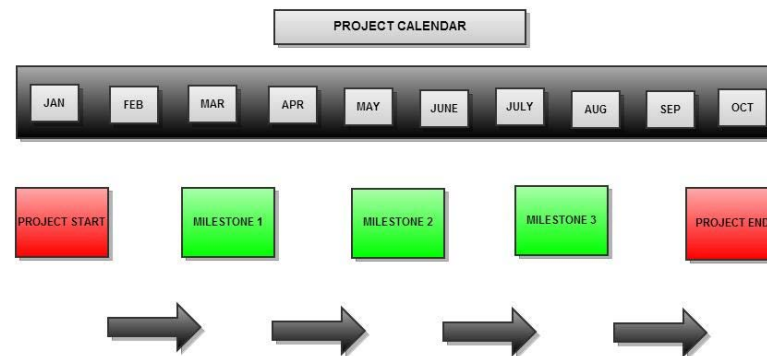 PROJECT CALENDAR
JAN
FEB
MAR
APR
MAY
JUNE
JULY
AUG
SEP
OCT
PROJECT START
MILESTONE 1
MILESTONE 2
MILESTONE 3
PROJECT END